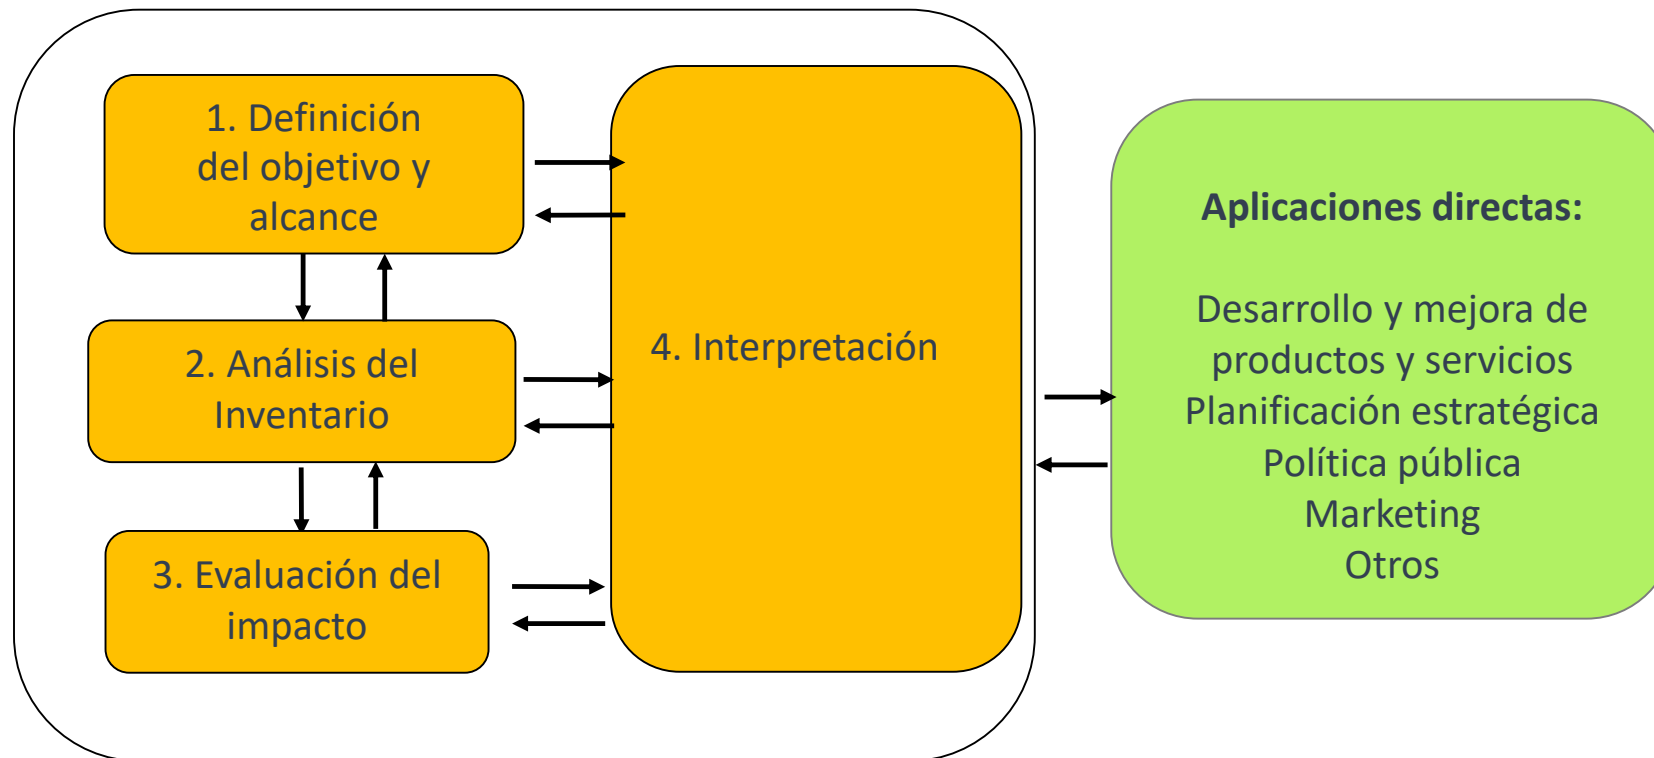 1. Definición
del objetivo y
alcance
2. Análisis del
Inventario
3. Evaluación del
impacto
4. Interpretación
Aplicaciones directas:
Desarrollo y mejora de
productos y servicios
Planificación estratégica
Política pública
Marketing
Otros